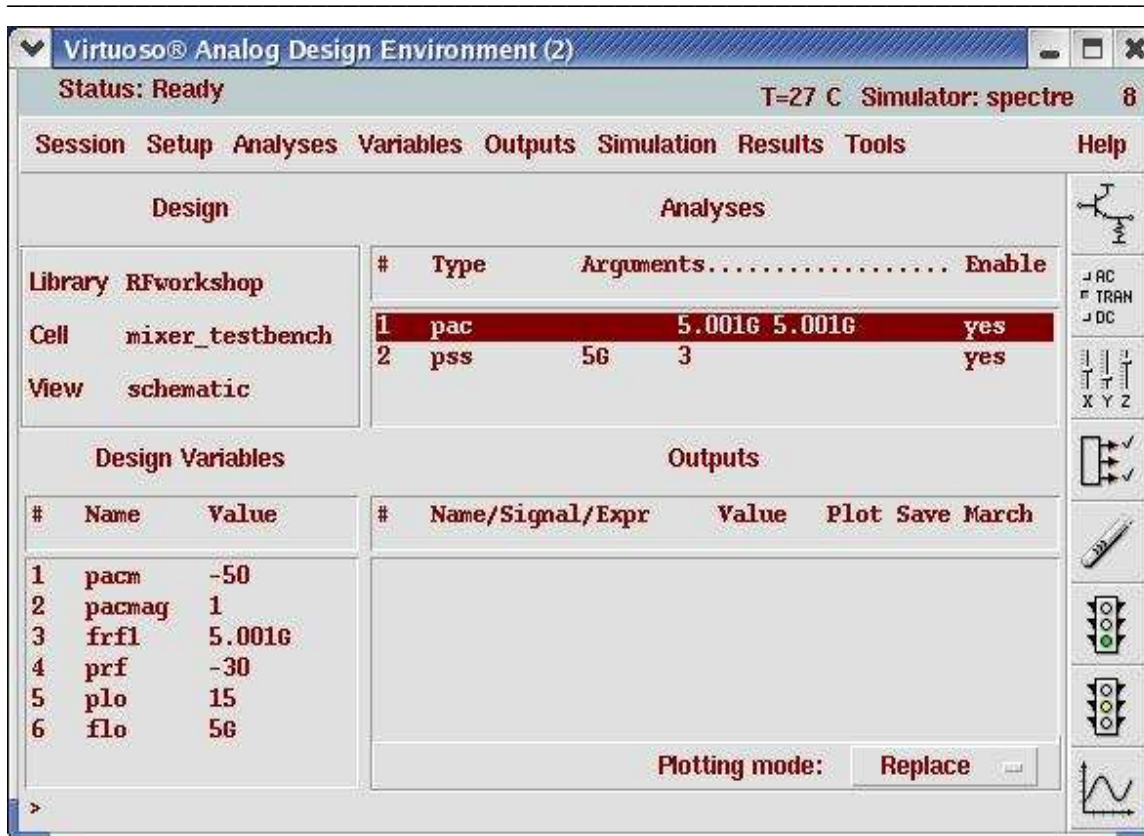 Virtuoso® Analog Design Environment (2)
Status: Ready
T=27 C Simulator: spectre 8
Session Setup Analyses Variables Outputs Simulation Results Tools Help
Design
Analyses
Library RFworkshop
Cell mixer_testbench
View schematic
# Type Arguments.................. Enable
1 pac 5.001G 5.001G yes
2 pss 5G 3 yes
Design Variables
Outputs
# Name Value
# Name/Signal/Expr Value Plot Save March
1 pacm -50
2 pacmag 1
3 frf1 5.001G
4 prf -30
5 plo 15
6 flo 5G
Plotting mode: Replace
>
AC
TRAN
DC
X Y Z